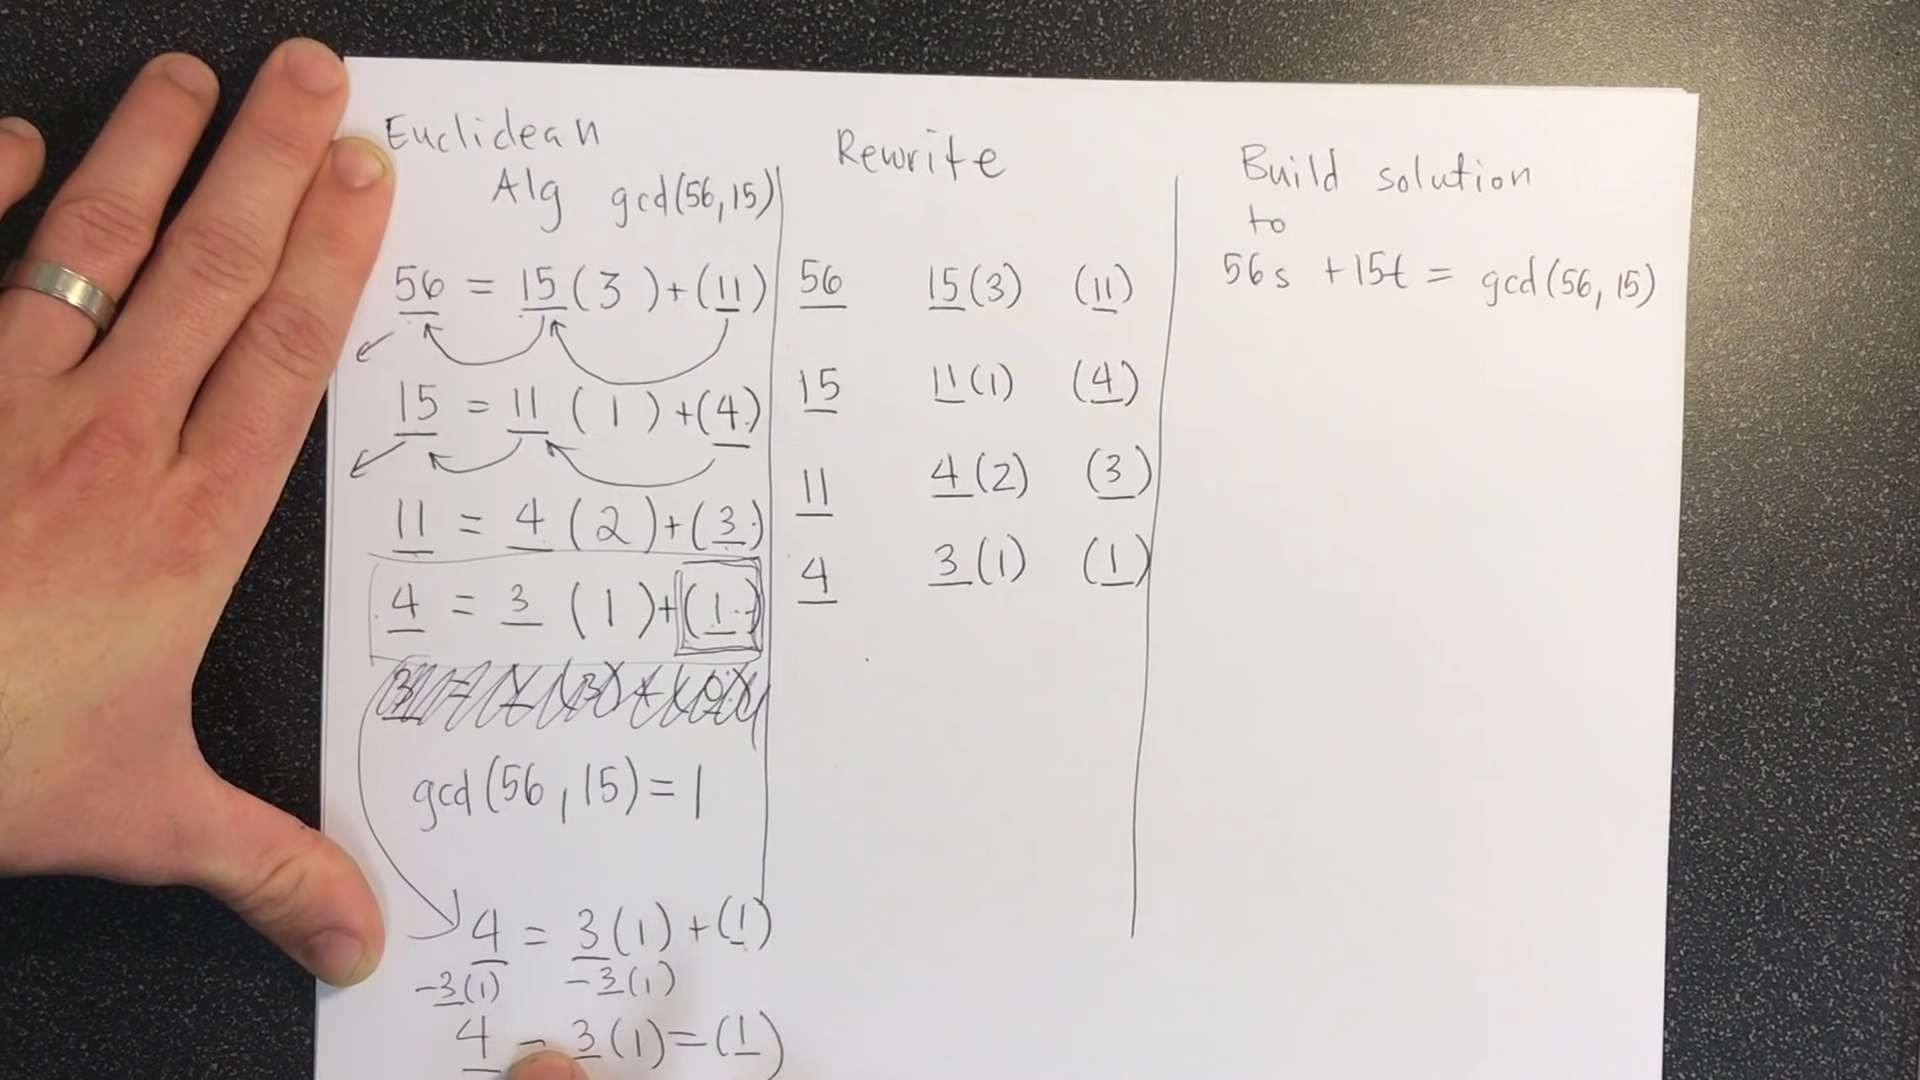 Euclidean
Alg gcd(56,15)
56 = 15(3)+(11)
15 = 11(1)+(4)
11 = 4(2)+(3)
4 = 3(1)+(1)
gcd(56,15)=1
4 = 3(1)+(1)
-3(1) -3(1)
4 - 3(1)=(1)
Rewrite
56 15(3) (11)
15 11(1) (4)
11 4(2) (3)
4 3(1) (1)
Build solution
to
56s +15t = gcd(56,15)